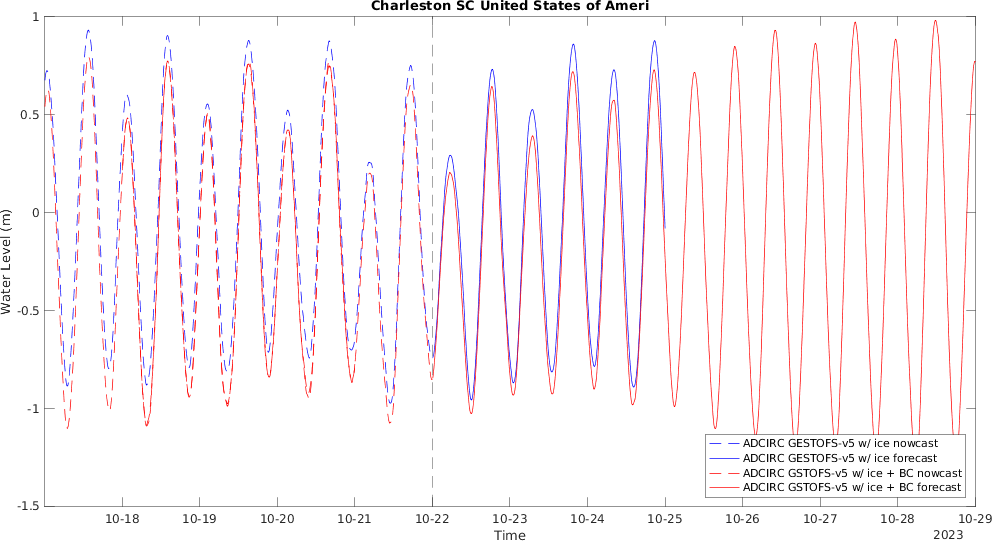 Charleston SC United States of Ameri
Water Level (m)
1
0.5
0
-0.5
-1
-1.5
ADCIRC GESTOFS-v5 w/ ice nowcast
ADCIRC GESTOFS-v5 w/ ice forecast
ADCIRC GSTOFS-v5 w/ ice + BC nowcast
ADCIRC GSTOFS-v5 w/ ice + BC forecast
10-18 10-19 10-20 10-21 10-22 10-23 10-24 10-25 10-26 10-27 10-28 10-29
Time
2023